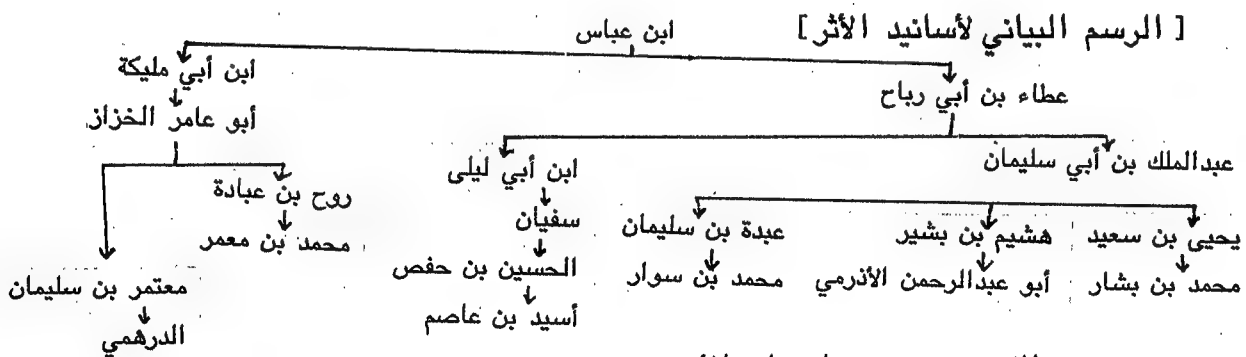 [ الرسم البياني لأسانيد الأثر ]
ابن عباس
عطاء بن أبي رباح
ابن أبي مليكة
أبو عامر الخزاز
عبدالملك بن أبي سليمان
ابن أبي ليلى
روح بن عبادة
يحيى بن سعيد
هشيم بن بشير
عبدة بن سليمان
سفيان
محمد بن معمر
محمد بن بشار
أبو عبدالرحمن الأذرمي
محمد بن سوار
الحسين بن حفص
معتمر بن سليمان
أسيد بن عاصم
الدرهمي